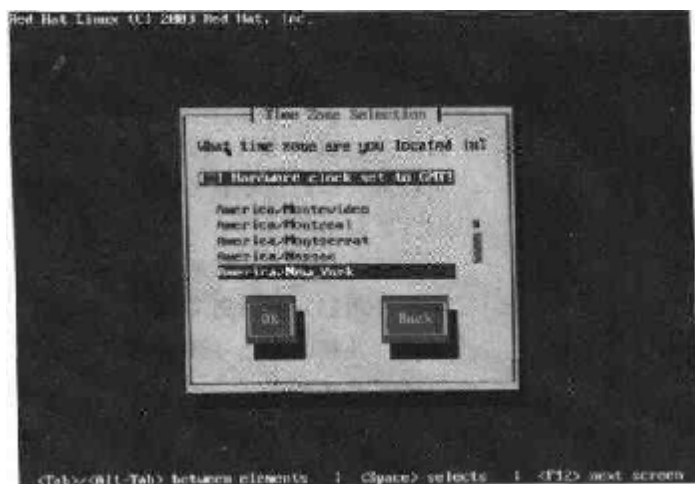 Red Hat Linux (C) 2003 Red Hat, Inc.
Time Zone Selection
What time zone are you located in?
[ ] Hardware clock set to GMT?
America/Montevideo
America/Montreal
America/Montserrat
America/Nassau
America/New_York
OK
Back
<Tab>/<Alt-Tab> between elements | <Space> selects | <F12> next screen